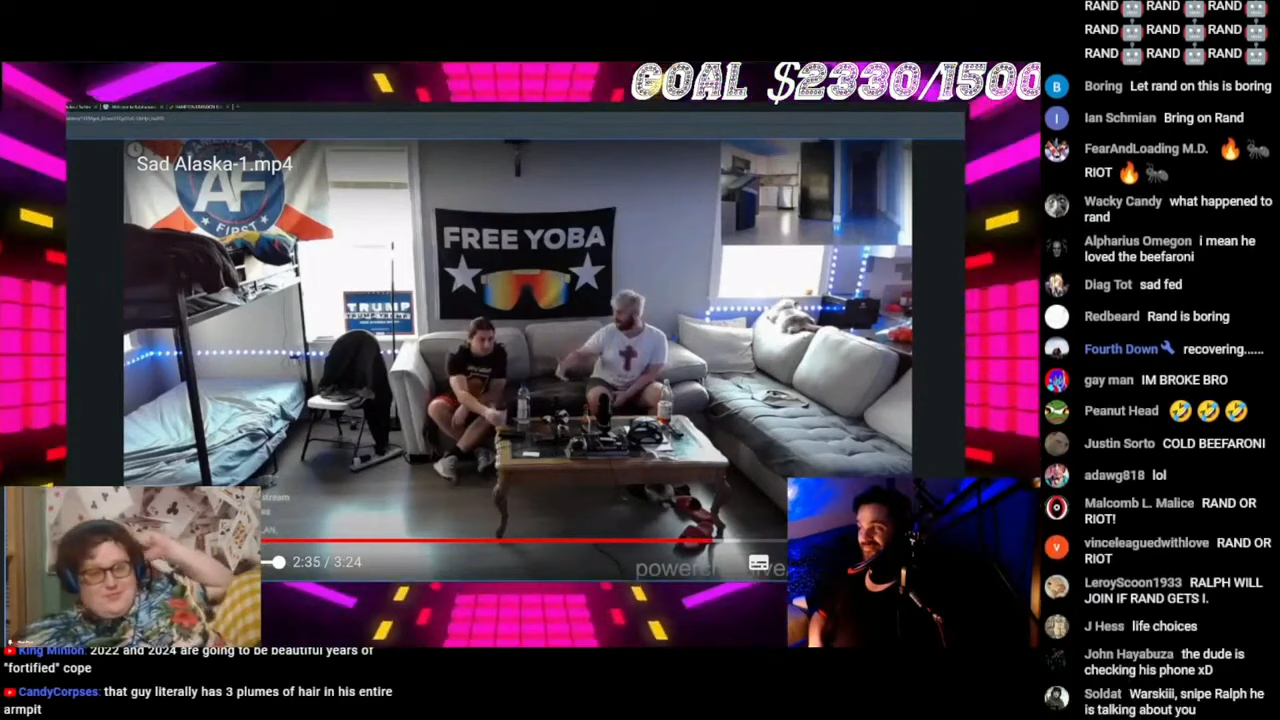 GOAL $2330/1500
Sad Alaska-1.mp4
AF
FIRST
FREE YOBA
TRUMP
stream
AN,
2:35 / 3:24
King Minion: 2022 and 2024 are going to be beautiful years of
"fortified" cope
CandyCorpses: that guy literally has 3 plumes of hair in his entire
armpit
RAND🤖 RAND🤖 RAND🤖
RAND🤖 RAND🤖 RAND🤖
RAND🤖 RAND🤖 RAND🤖
B
Boring Let rand on this is boring
I
Ian Schmian Bring on Rand
FearAndLoading M.D. 🔥🐜
RIOT 🔥🐜
Wacky Candy what happened to
rand
Alpharius Omegon i mean he
loved the beefaroni
Diag Tot sad fed
Redbeard Rand is boring
Fourth Down🔧 recovering......
gay man IM BROKE BRO
Peanut Head 🤣🤣🤣
Justin Sorto COLD BEEFARONI
adawg818 lol
Malcomb L. Malice RAND OR
RIOT!
V
vinceleaguedwithlove RAND OR
RIOT
LeroyScoon1933 RALPH WILL
JOIN IF RAND GETS I.
J Hess life choices
John Hayabuza the dude is
checking his phone xD
Soldat Warskiii, snipe Ralph he
is talking about you